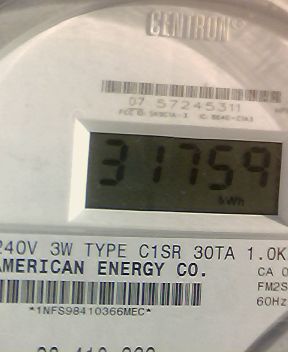 CENTRON®
07 57245311
31759
kWh
240V 3W TYPE C1SR 30TA 1.0K
AMERICAN ENERGY CO.
CA
FM2S
60Hz
*1NFS98410366MEC*